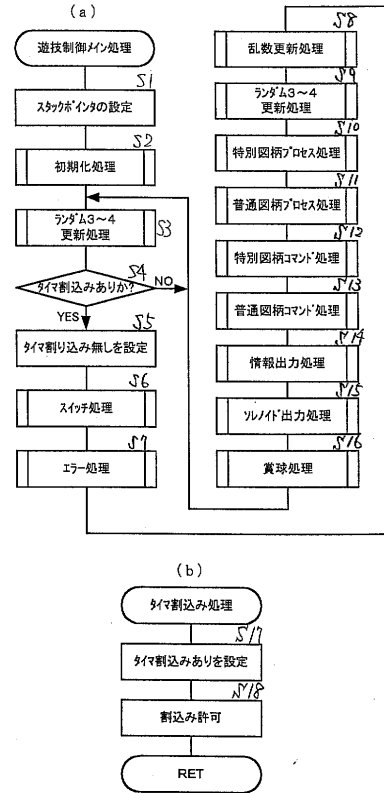 (a)
遊技制御メイン処理
S1
スタックポインタの設定
S2
初期化処理
ランダム3～4
更新処理
S3
S4
タイマ割込みありか?
NO
YES
S5
タイマ割り込み無しを設定
S6
スイッチ処理
S7
エラー処理
S8
乱数更新処理
S9
ランダム3～4
更新処理
S10
特別図柄プロセス処理
S11
普通図柄プロセス処理
S12
特別図柄コマンド処理
S13
普通図柄コマンド処理
S14
情報出力処理
S15
ソレノイド出力処理
S16
賞球処理
(b)
タイマ割込み処理
S17
タイマ割込みありを設定
S18
割込み許可
RET